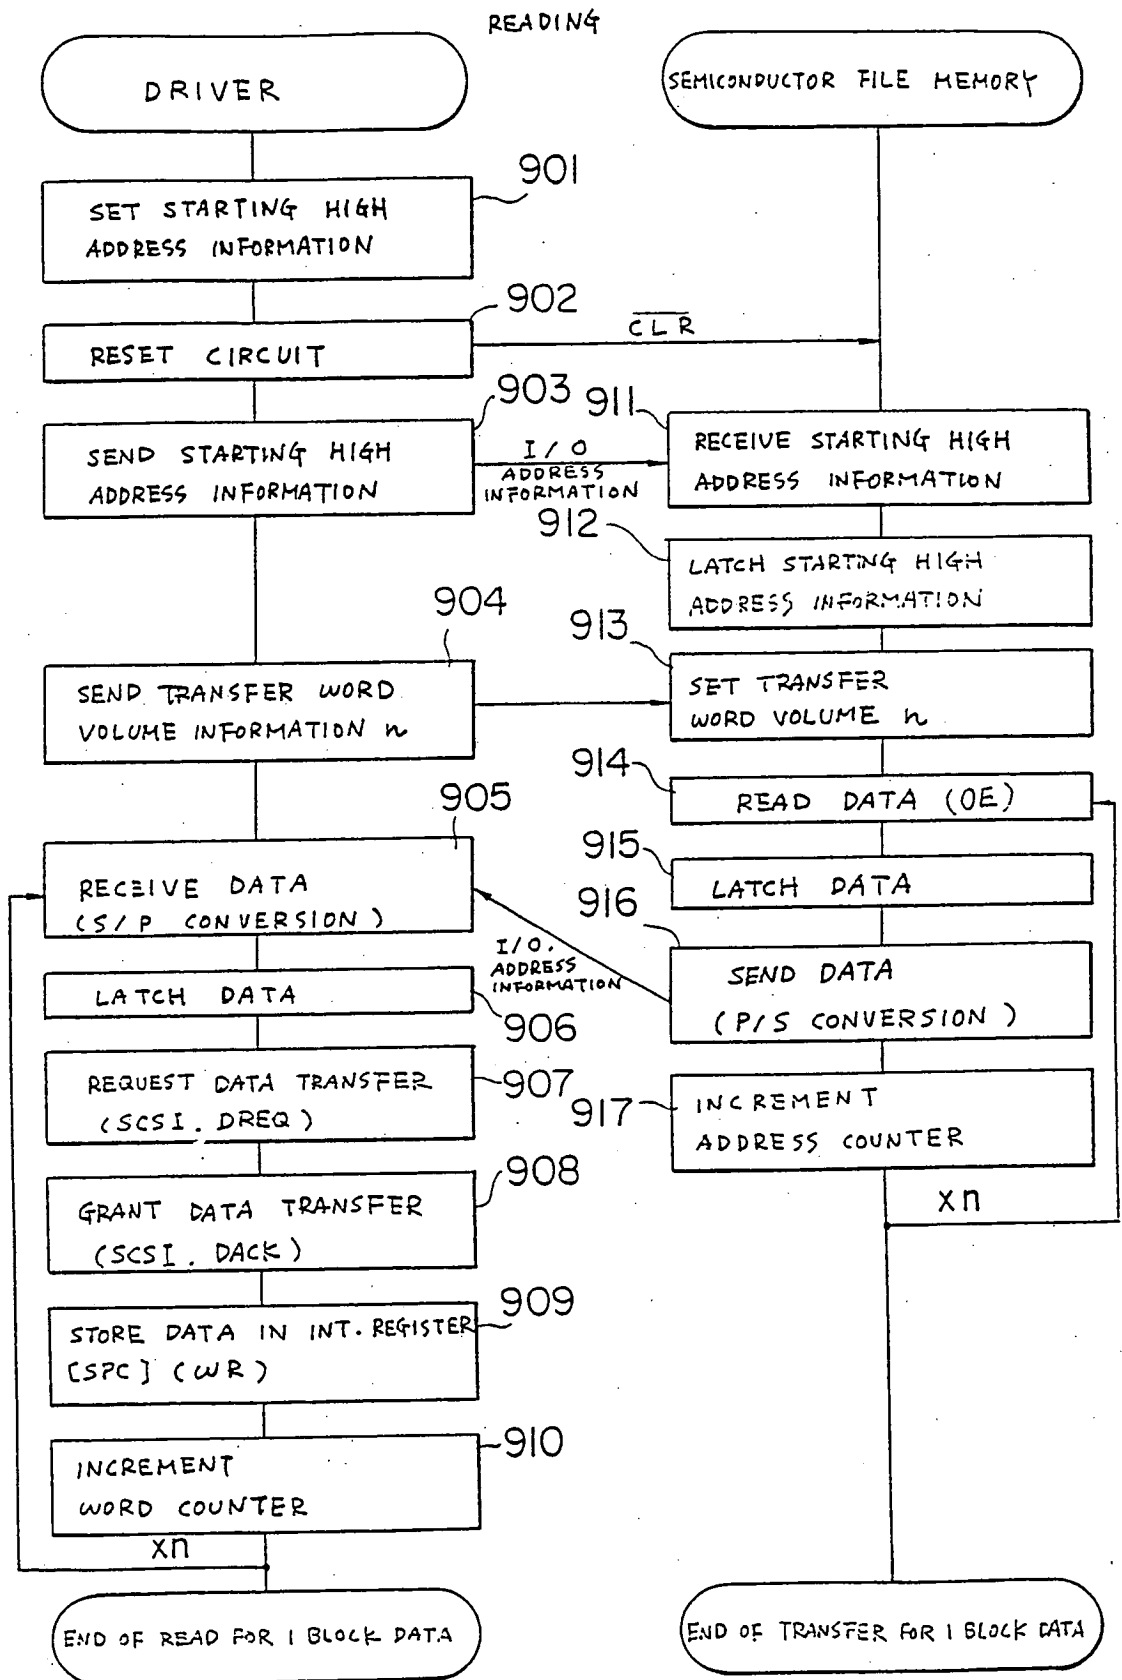 READING
DRIVER
SEMICONDUCTOR FILE MEMORY
901
SET STARTING HIGH
ADDRESS INFORMATION
902
RESET CIRCUIT
CLR
903
SEND STARTING HIGH
ADDRESS INFORMATION
I/O
ADDRESS
INFORMATION
911
RECEIVE STARTING HIGH
ADDRESS INFORMATION
912
LATCH STARTING HIGH
ADDRESS INFORMATION
904
SEND TRANSFER WORD
VOLUME INFORMATION n
913
SET TRANSFER
WORD VOLUME n
914
READ DATA (OE)
905
RECEIVE DATA
(S/P CONVERSION)
915
LATCH DATA
916
SEND DATA
(P/S CONVERSION)
I/O.
ADDRESS
INFORMATION
LATCH DATA
906
REQUEST DATA TRANSFER
(SCSI. DREQ)
907
917
INCREMENT
ADDRESS COUNTER
xn
GRANT DATA TRANSFER
(SCSI. DACK)
908
STORE DATA IN INT. REGISTER
[SPC] (WR)
909
INCREMENT
WORD COUNTER
910
xn
END OF READ FOR 1 BLOCK DATA
END OF TRANSFER FOR 1 BLOCK DATA